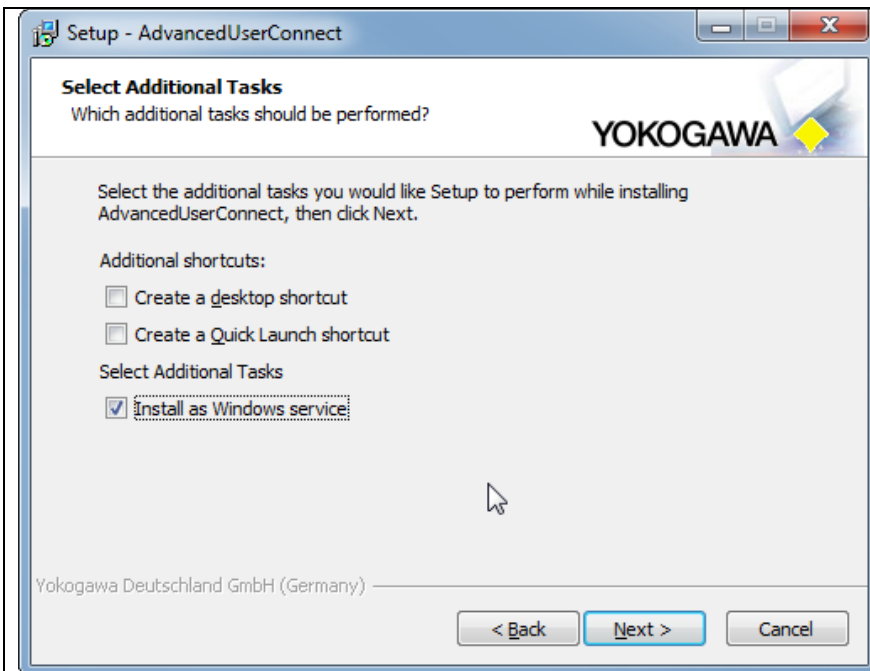 Setup - AdvancedUserConnect
Select Additional Tasks
Which additional tasks should be performed?
YOKOGAWA
Select the additional tasks you would like Setup to perform while installing
AdvancedUserConnect, then click Next.
Additional shortcuts:
Create a desktop shortcut
Create a Quick Launch shortcut
Select Additional Tasks
Install as Windows service
Yokogawa Deutschland GmbH (Germany)
< Back
Next >
Cancel